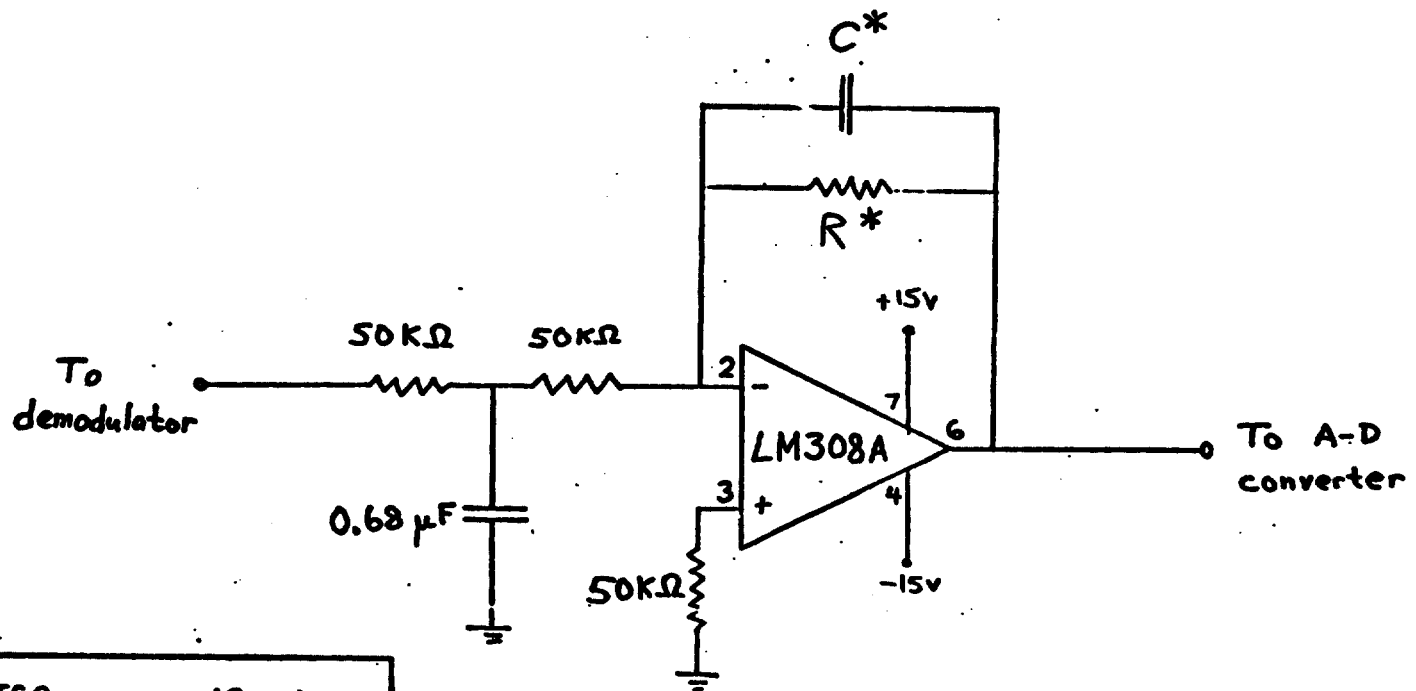 C*
R*
+15v
50KΩ 50KΩ
To
demodulator
2
-
7
6
LM308A
To A-D
converter
3
+
4
0.68 μF
50KΩ
-15v